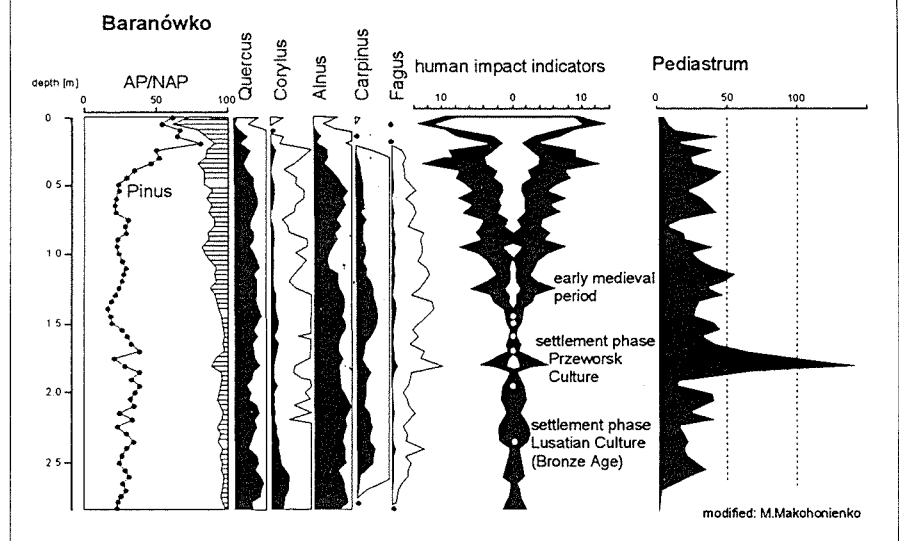 Baranówko
depth [m]
AP/NAP
Quercus
Corylus
Alnus
Carpinus
Fagus
human impact indicators
Pediastrum
0 50 100
10 0 10
0 50 100
0
0 5
1 0
1 5
2 0
2 5
Pinus
early medieval
period
settlement phase
Przeworsk
Culture
settlement phase
Lusatian Culture
(Bronze Age)
modified: M.Makohonienko